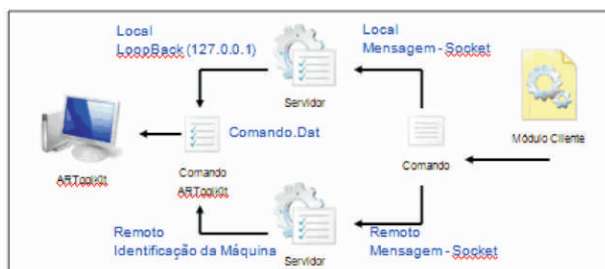 Local
LoopBack (127.0.0.1)
Local
Mensagem - Socket
Servidor
Comando.Dat
Módulo Cliente
Comando
ARToolKit
Comando
ARToolKit
Remoto
Identificação da Máquina
Remoto
Mensagem - Socket
Servidor